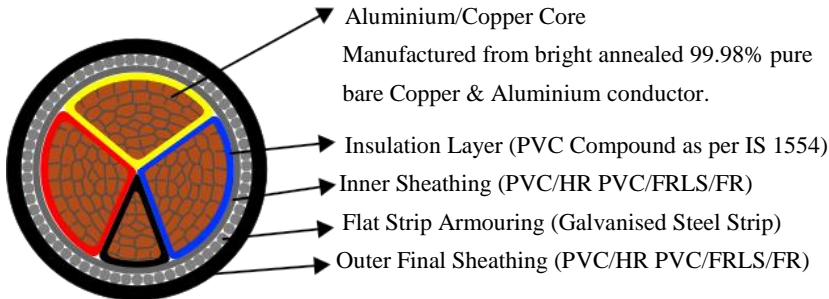 Aluminium/Copper Core
Manufactured from bright annealed 99.98% pure
bare Copper & Aluminium conductor.
Insulation Layer (PVC Compound as per IS 1554)
Inner Sheathing (PVC/HR PVC/FRLS/FR)
Flat Strip Armouring (Galvanised Steel Strip)
Outer Final Sheathing (PVC/HR PVC/FRLS/FR)